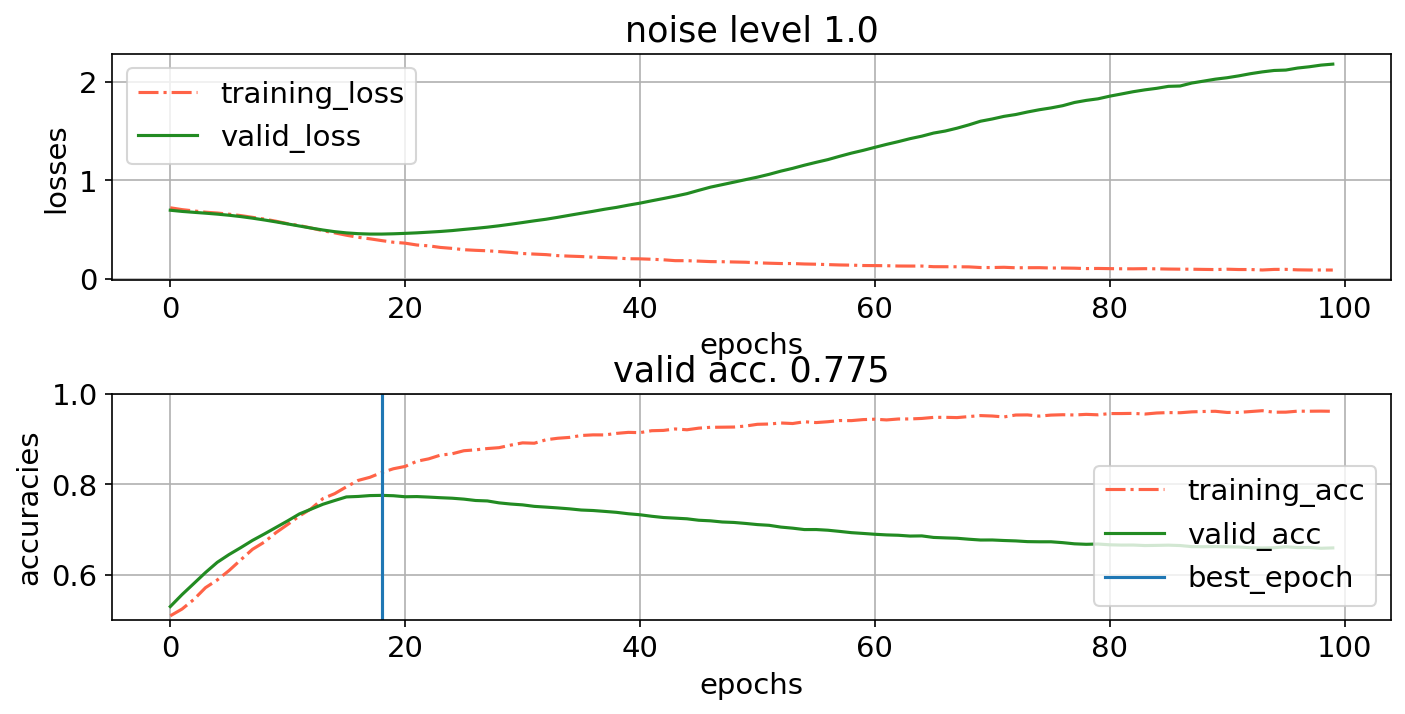 noise level 1.0
losses
2
1
0
training_loss
valid_loss
0 20 40 60 80 100
epochs
valid acc. 0.775
accuracies
1.0
0.8
0.6
training_acc
valid_acc
best_epoch
0 20 40 60 80 100
epochs